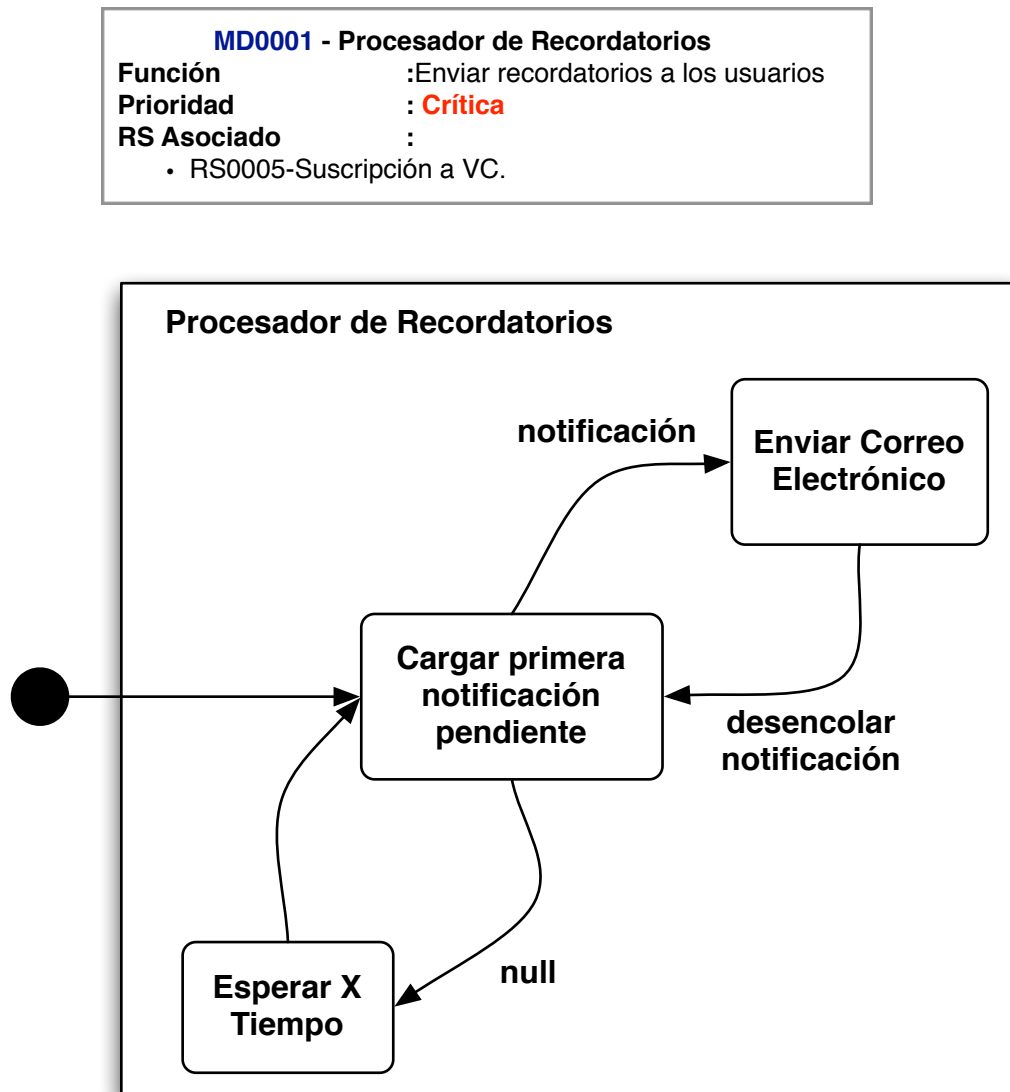 MD0001 - Procesador de Recordatorios
Función :Enviar recordatorios a los usuarios
Prioridad : Crítica
RS Asociado :
• RS0005-Suscripción a VC.
Procesador de Recordatorios
notificación
Enviar Correo
Electrónico
Cargar primera
notificación
pendiente
desencolar
notificación
null
Esperar X
Tiempo